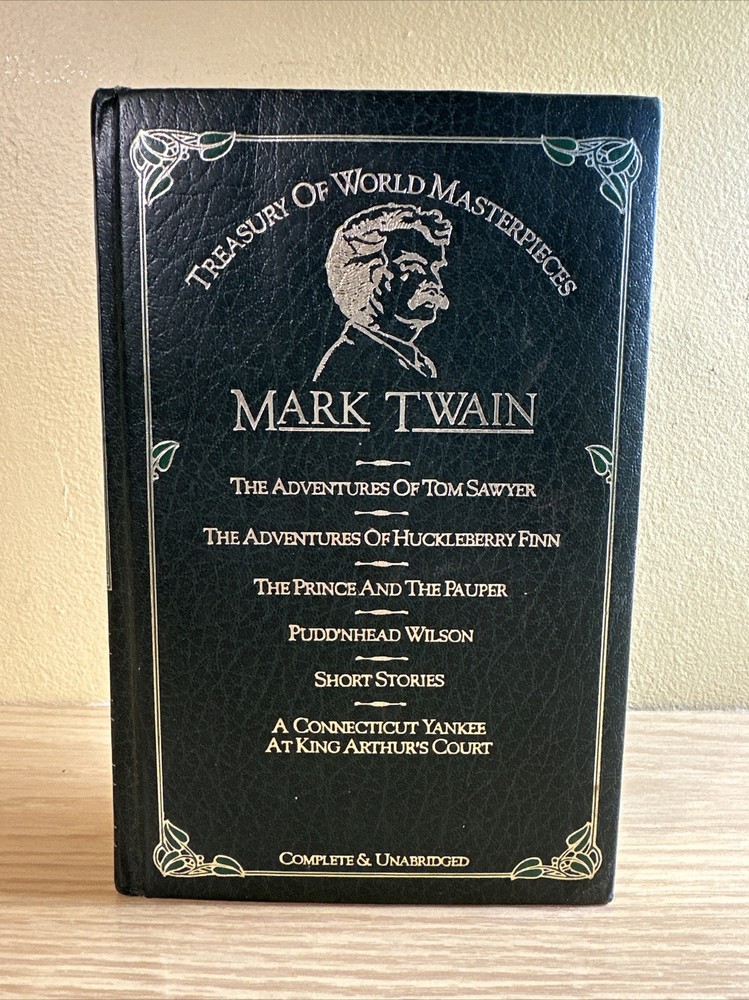 Treasury Of World Masterpieces
Mark Twain
The Adventures Of Tom Sawyer
The Adventures Of Huckleberry Finn
The Prince And The Pauper
Pudd'nhead Wilson
Short Stories
A Connecticut Yankee
At King Arthur's Court
Complete & Unabridged